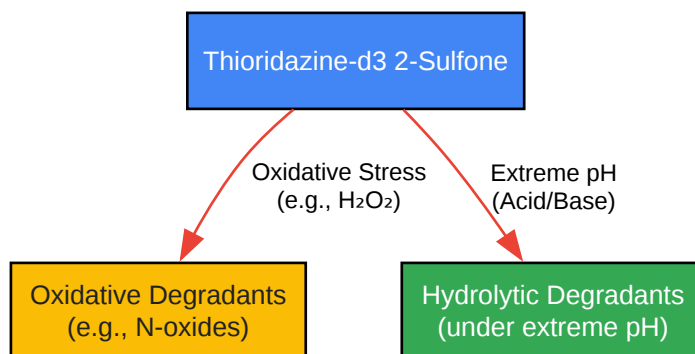 Thioridazine-d3 2-Sulfone
Oxidative Stress
(e.g., H₂O₂)
Extreme pH
(Acid/Base)
Oxidative Degradants
(e.g., N-oxides)
Hydrolytic Degradants
(under extreme pH)